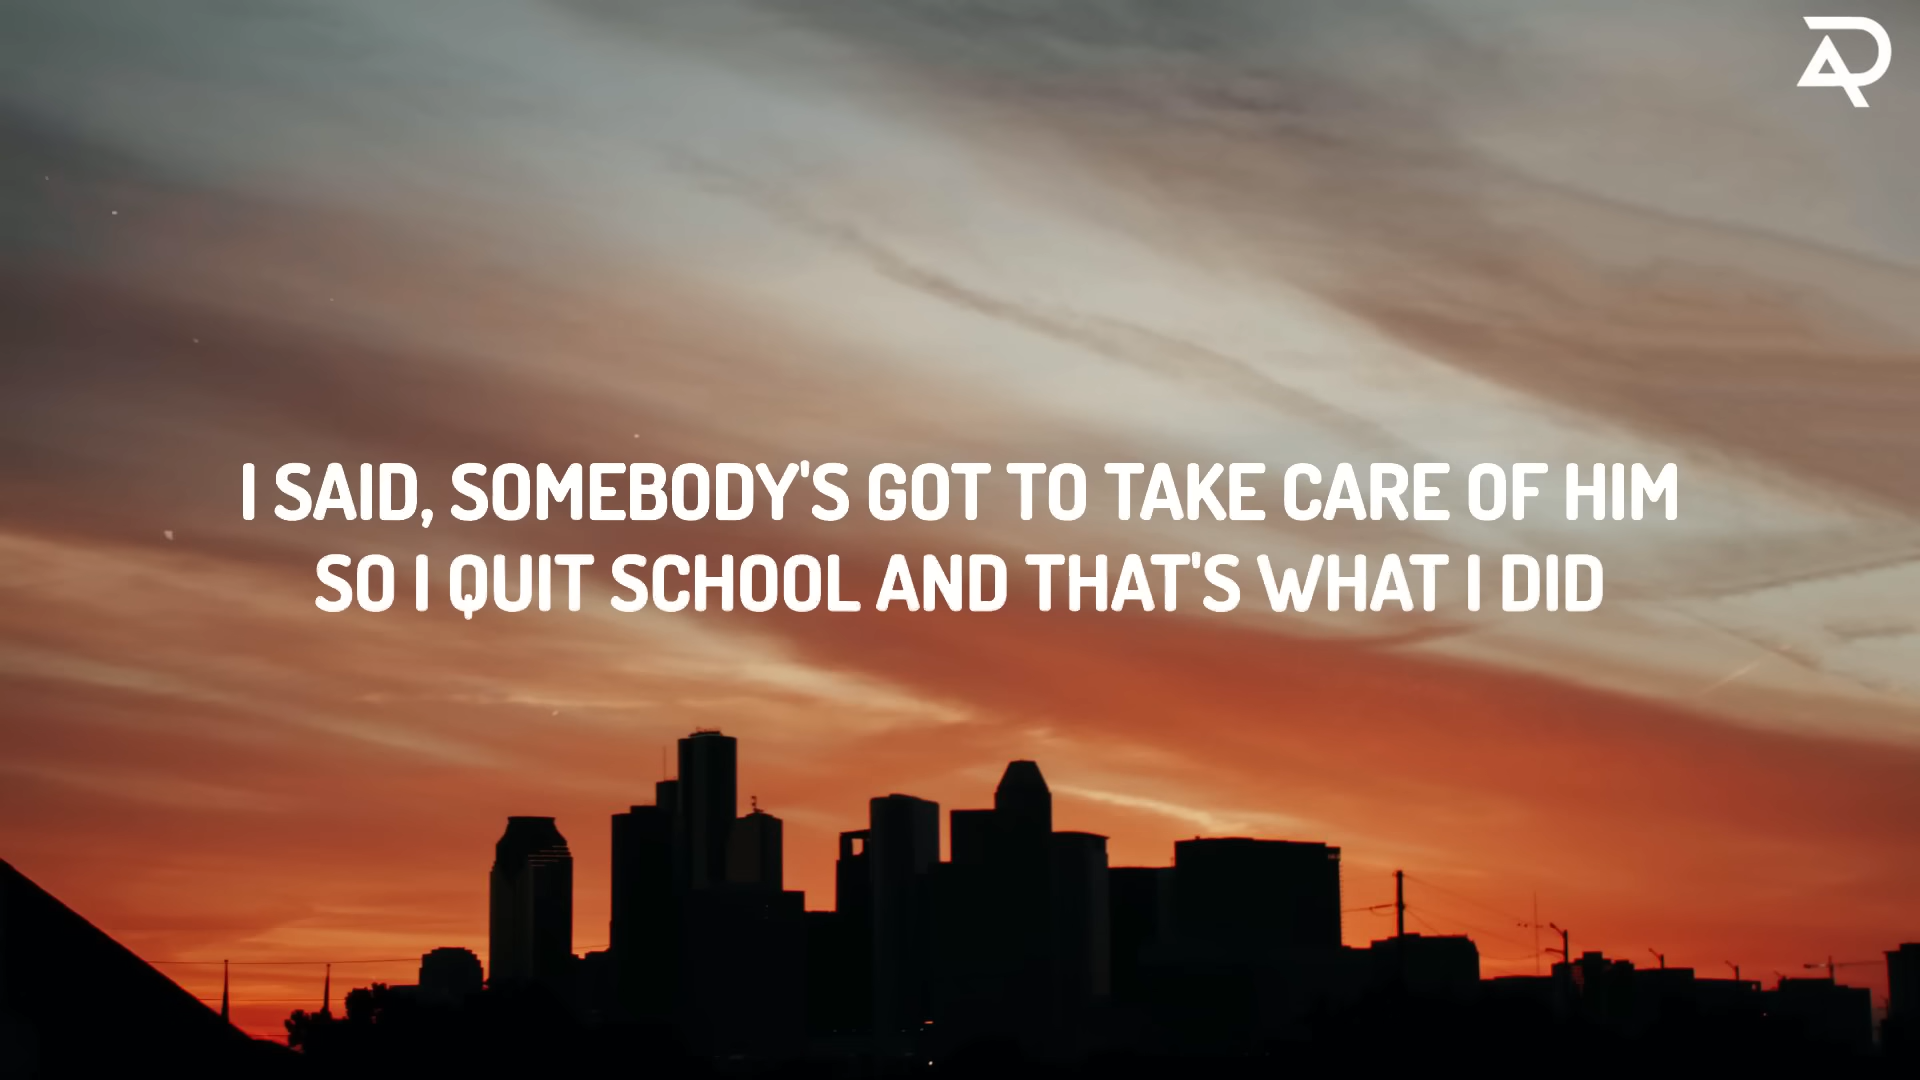 I SAID, SOMEBODY'S GOT TO TAKE CARE OF HIM
SO I QUIT SCHOOL AND THAT'S WHAT I DID